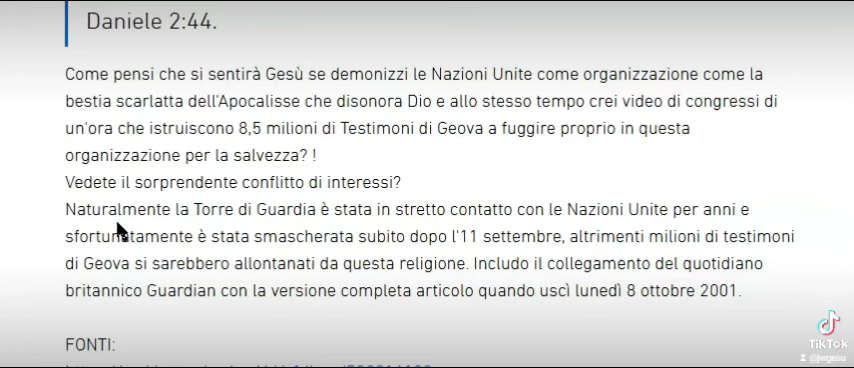 Daniele 2:44.
Come pensi che si sentirà Gesù se demonizzi le Nazioni Unite come organizzazione come la
bestia scarlatta dell'Apocalisse che disonora Dio e allo stesso tempo crei video di congressi di
un'ora che istruiscono 8,5 milioni di Testimoni di Geova a fuggire proprio in questa
organizzazione per la salvezza? !
Vedete il sorprendente conflitto di interessi?
Naturalmente la Torre di Guardia è stata in stretto contatto con le Nazioni Unite per anni e
sfortunatamente è stata smascherata subito dopo l'11 settembre, altrimenti milioni di testimoni
di Geova si sarebbero allontanati da questa religione. Includo il collegamento del quotidiano
britannico Guardian con la versione completa articolo quando uscì lunedì 8 ottobre 2001.
FONTI:
TikTok
@jwgesu